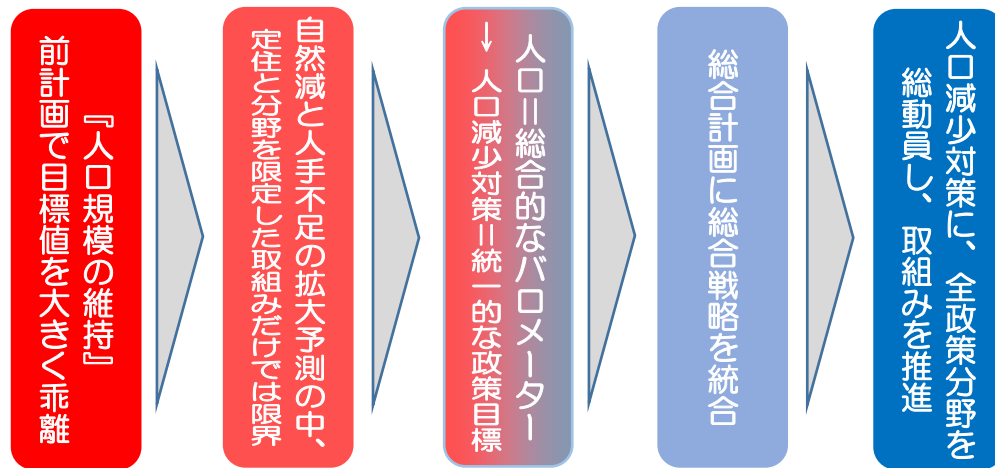 『人口規模の維持』
前計画で目標値を大きく乖離
自然減と人手不足の拡大予測の中、
定住と分野を限定した取組みだけでは限界
人口＝総合的なバロメーター
→ 人口減少対策＝統一的な政策目標
総合計画に総合戦略を統合
人口減少対策に、全政策分野を
総動員し、取組みを推進